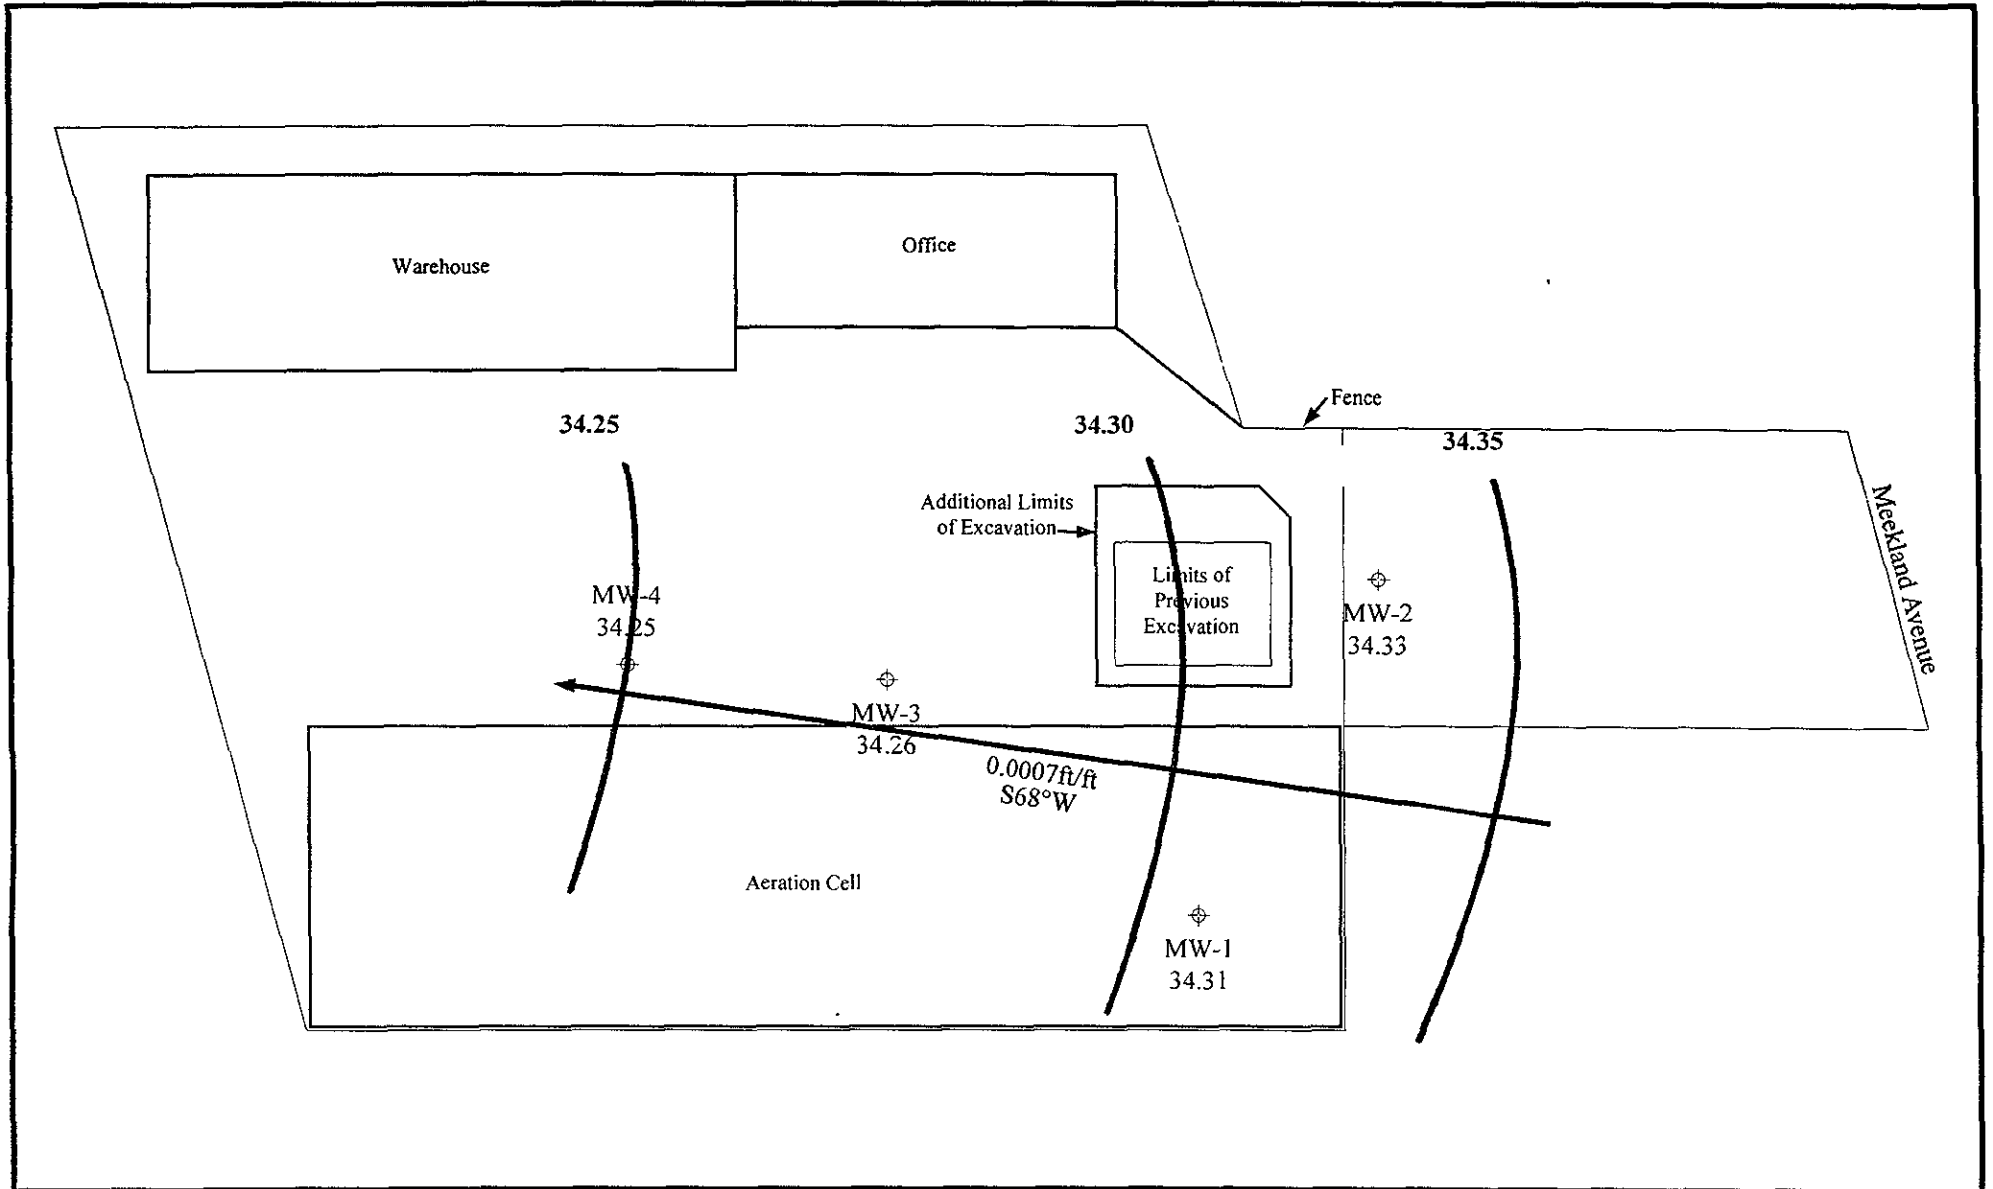 Office
Warehouse
Fence
34.25
34.30
34.35
Additional Limits
of Excavation
Limits of
Previous
Excavation
MW-4
34.25
MW-2
34.33
Meekland Avenue
MW-3
34.26
0.0007ft/ft
S68°W
Aeration Cell
MW-1
34.31